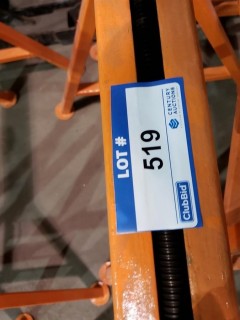 LOT #
519
CENTURY
AUCTIONS
ClubBid